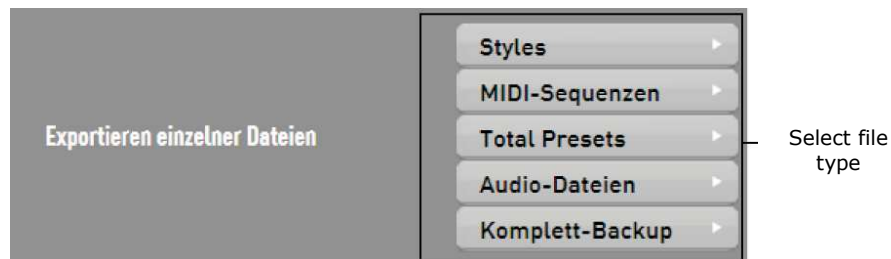 Exportieren einzelner Dateien
Styles
MIDI-Sequenzen
Total Presets
Audio-Dateien
Komplett-Backup
Select file
type